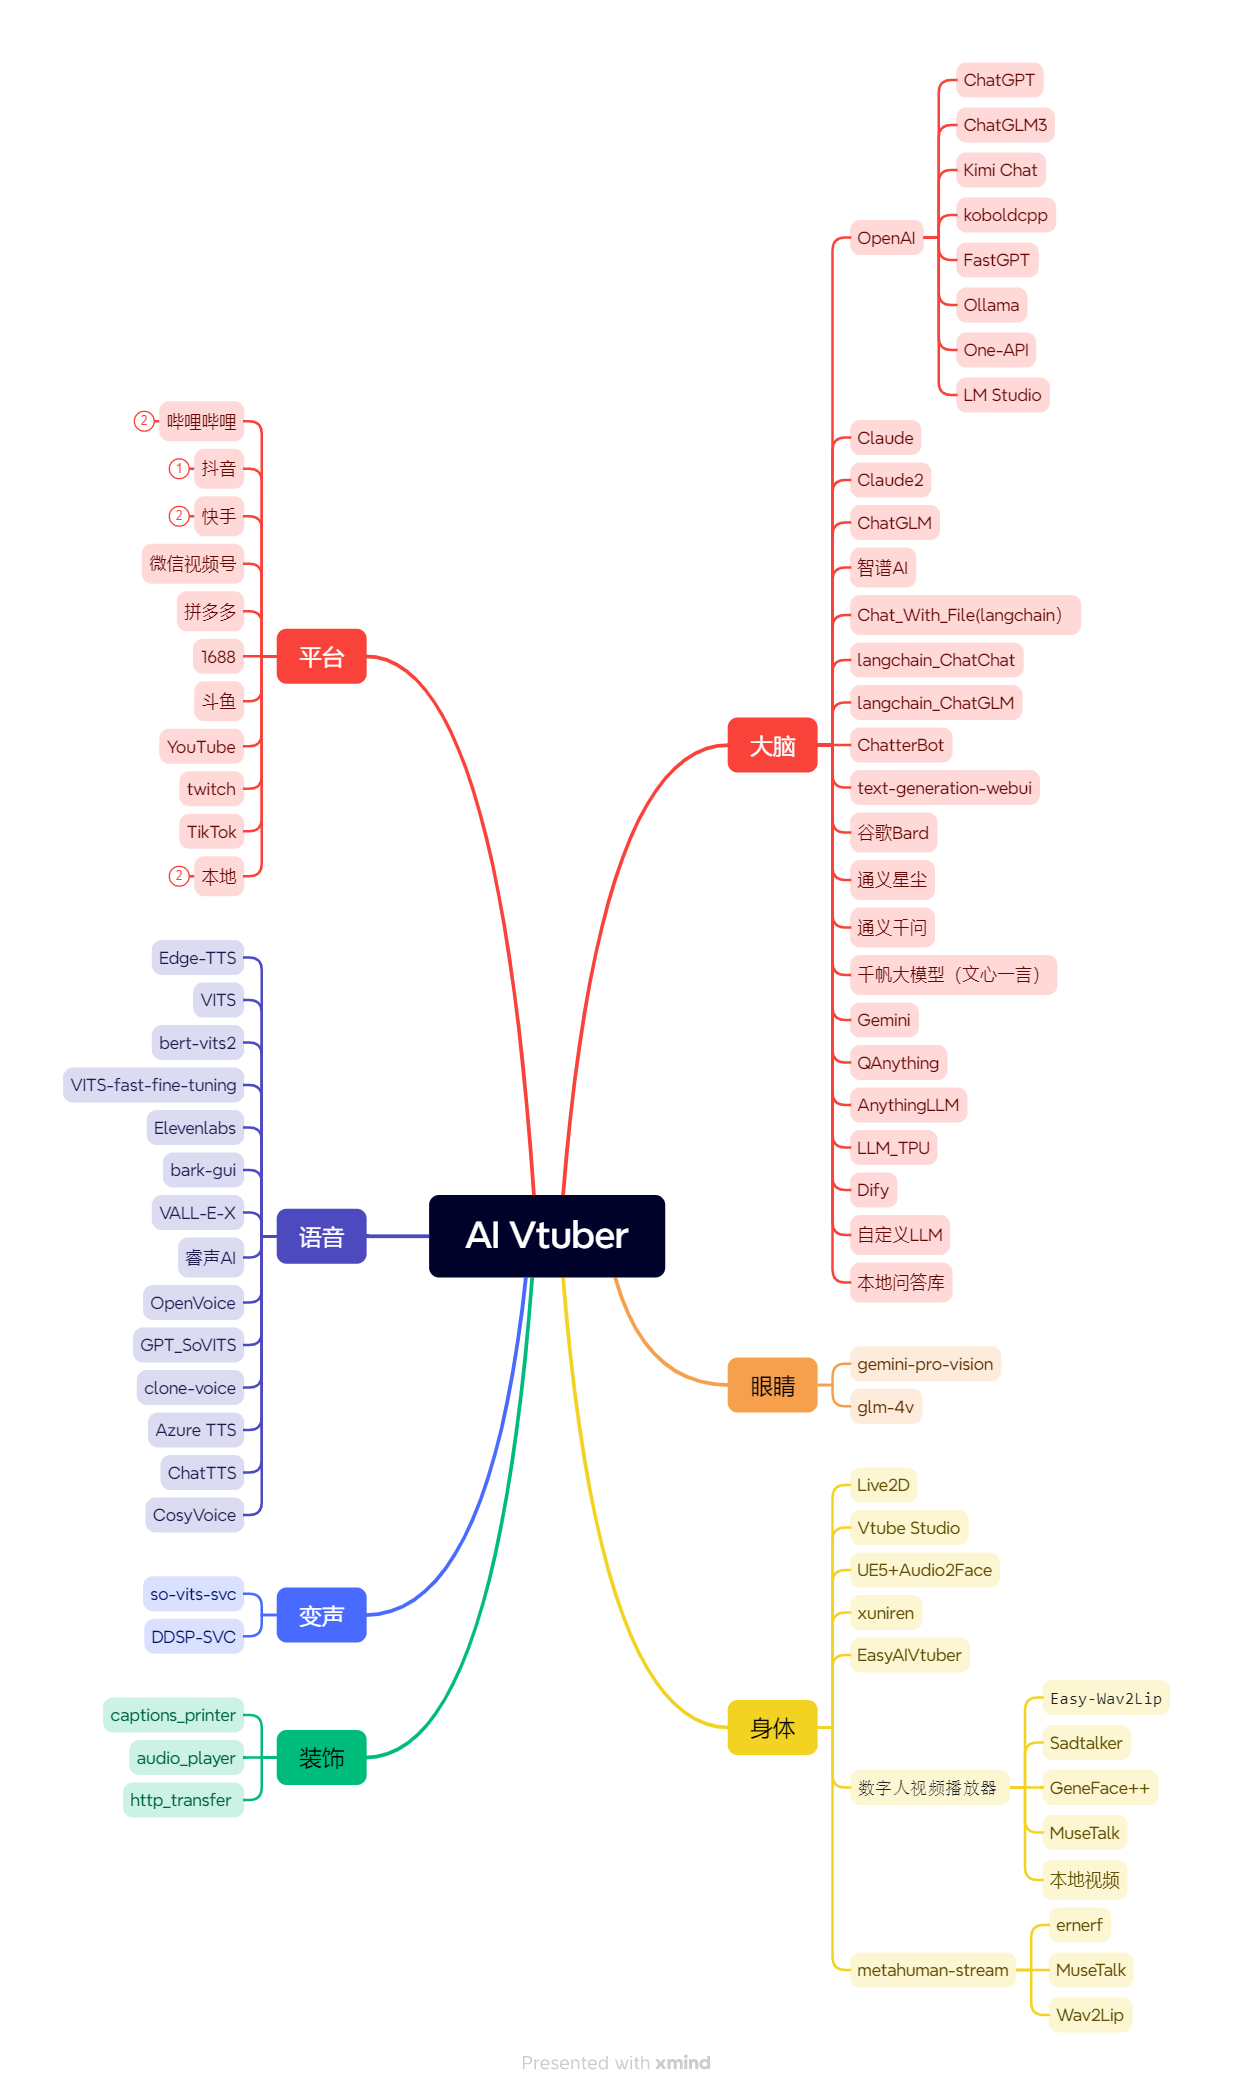 AI Vtuber
大脑
OpenAI
ChatGPT
ChatGLM3
Kimi Chat
koboldcpp
FastGPT
Ollama
One-API
LM Studio
Claude
Claude2
ChatGLM
智谱AI
Chat_With_File(langchain）
langchain_ChatChat
langchain_ChatGLM
ChatterBot
text-generation-webui
谷歌Bard
通义星尘
通义千问
千帆大模型（文心一言）
Gemini
QAnything
AnythingLLM
LLM_TPU
Dify
自定义LLM
本地问答库
眼睛
gemini-pro-vision
glm-4v
身体
Live2D
Vtube Studio
UE5+Audio2Face
xuniren
EasyAIVtuber
数字人视频播放器
Easy-Wav2Lip
Sadtalker
GeneFace++
MuseTalk
本地视频
metahuman-stream
ernerf
MuseTalk
Wav2Lip
平台
哔哩哔哩 2
抖音 1
快手 2
微信视频号
拼多多
1688
斗鱼
YouTube
twitch
TikTok
本地 2
语音
Edge-TTS
VITS
bert-vits2
VITS-fast-fine-tuning
Elevenlabs
bark-gui
VALL-E-X
睿声AI
OpenVoice
GPT_SoVITS
clone-voice
Azure TTS
ChatTTS
CosyVoice
变声
so-vits-svc
DDSP-SVC
装饰
captions_printer
audio_player
http_transfer
Presented with xmind